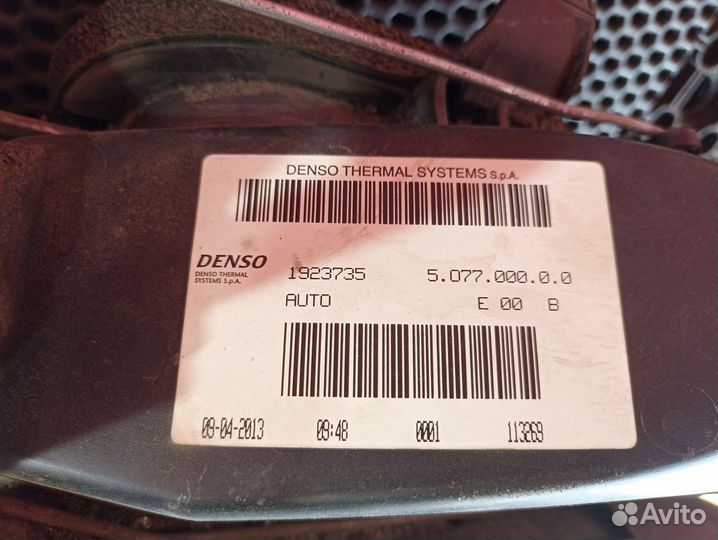 DENSO THERMAL SYSTEMS S.p.A.
DENSO
DENSO THERMAL
SYSTEMS S.p.A.
1923735 5.077.000.0.0
AUTO E 00 B
09-04-2013 09:48 0001 113269
Avito